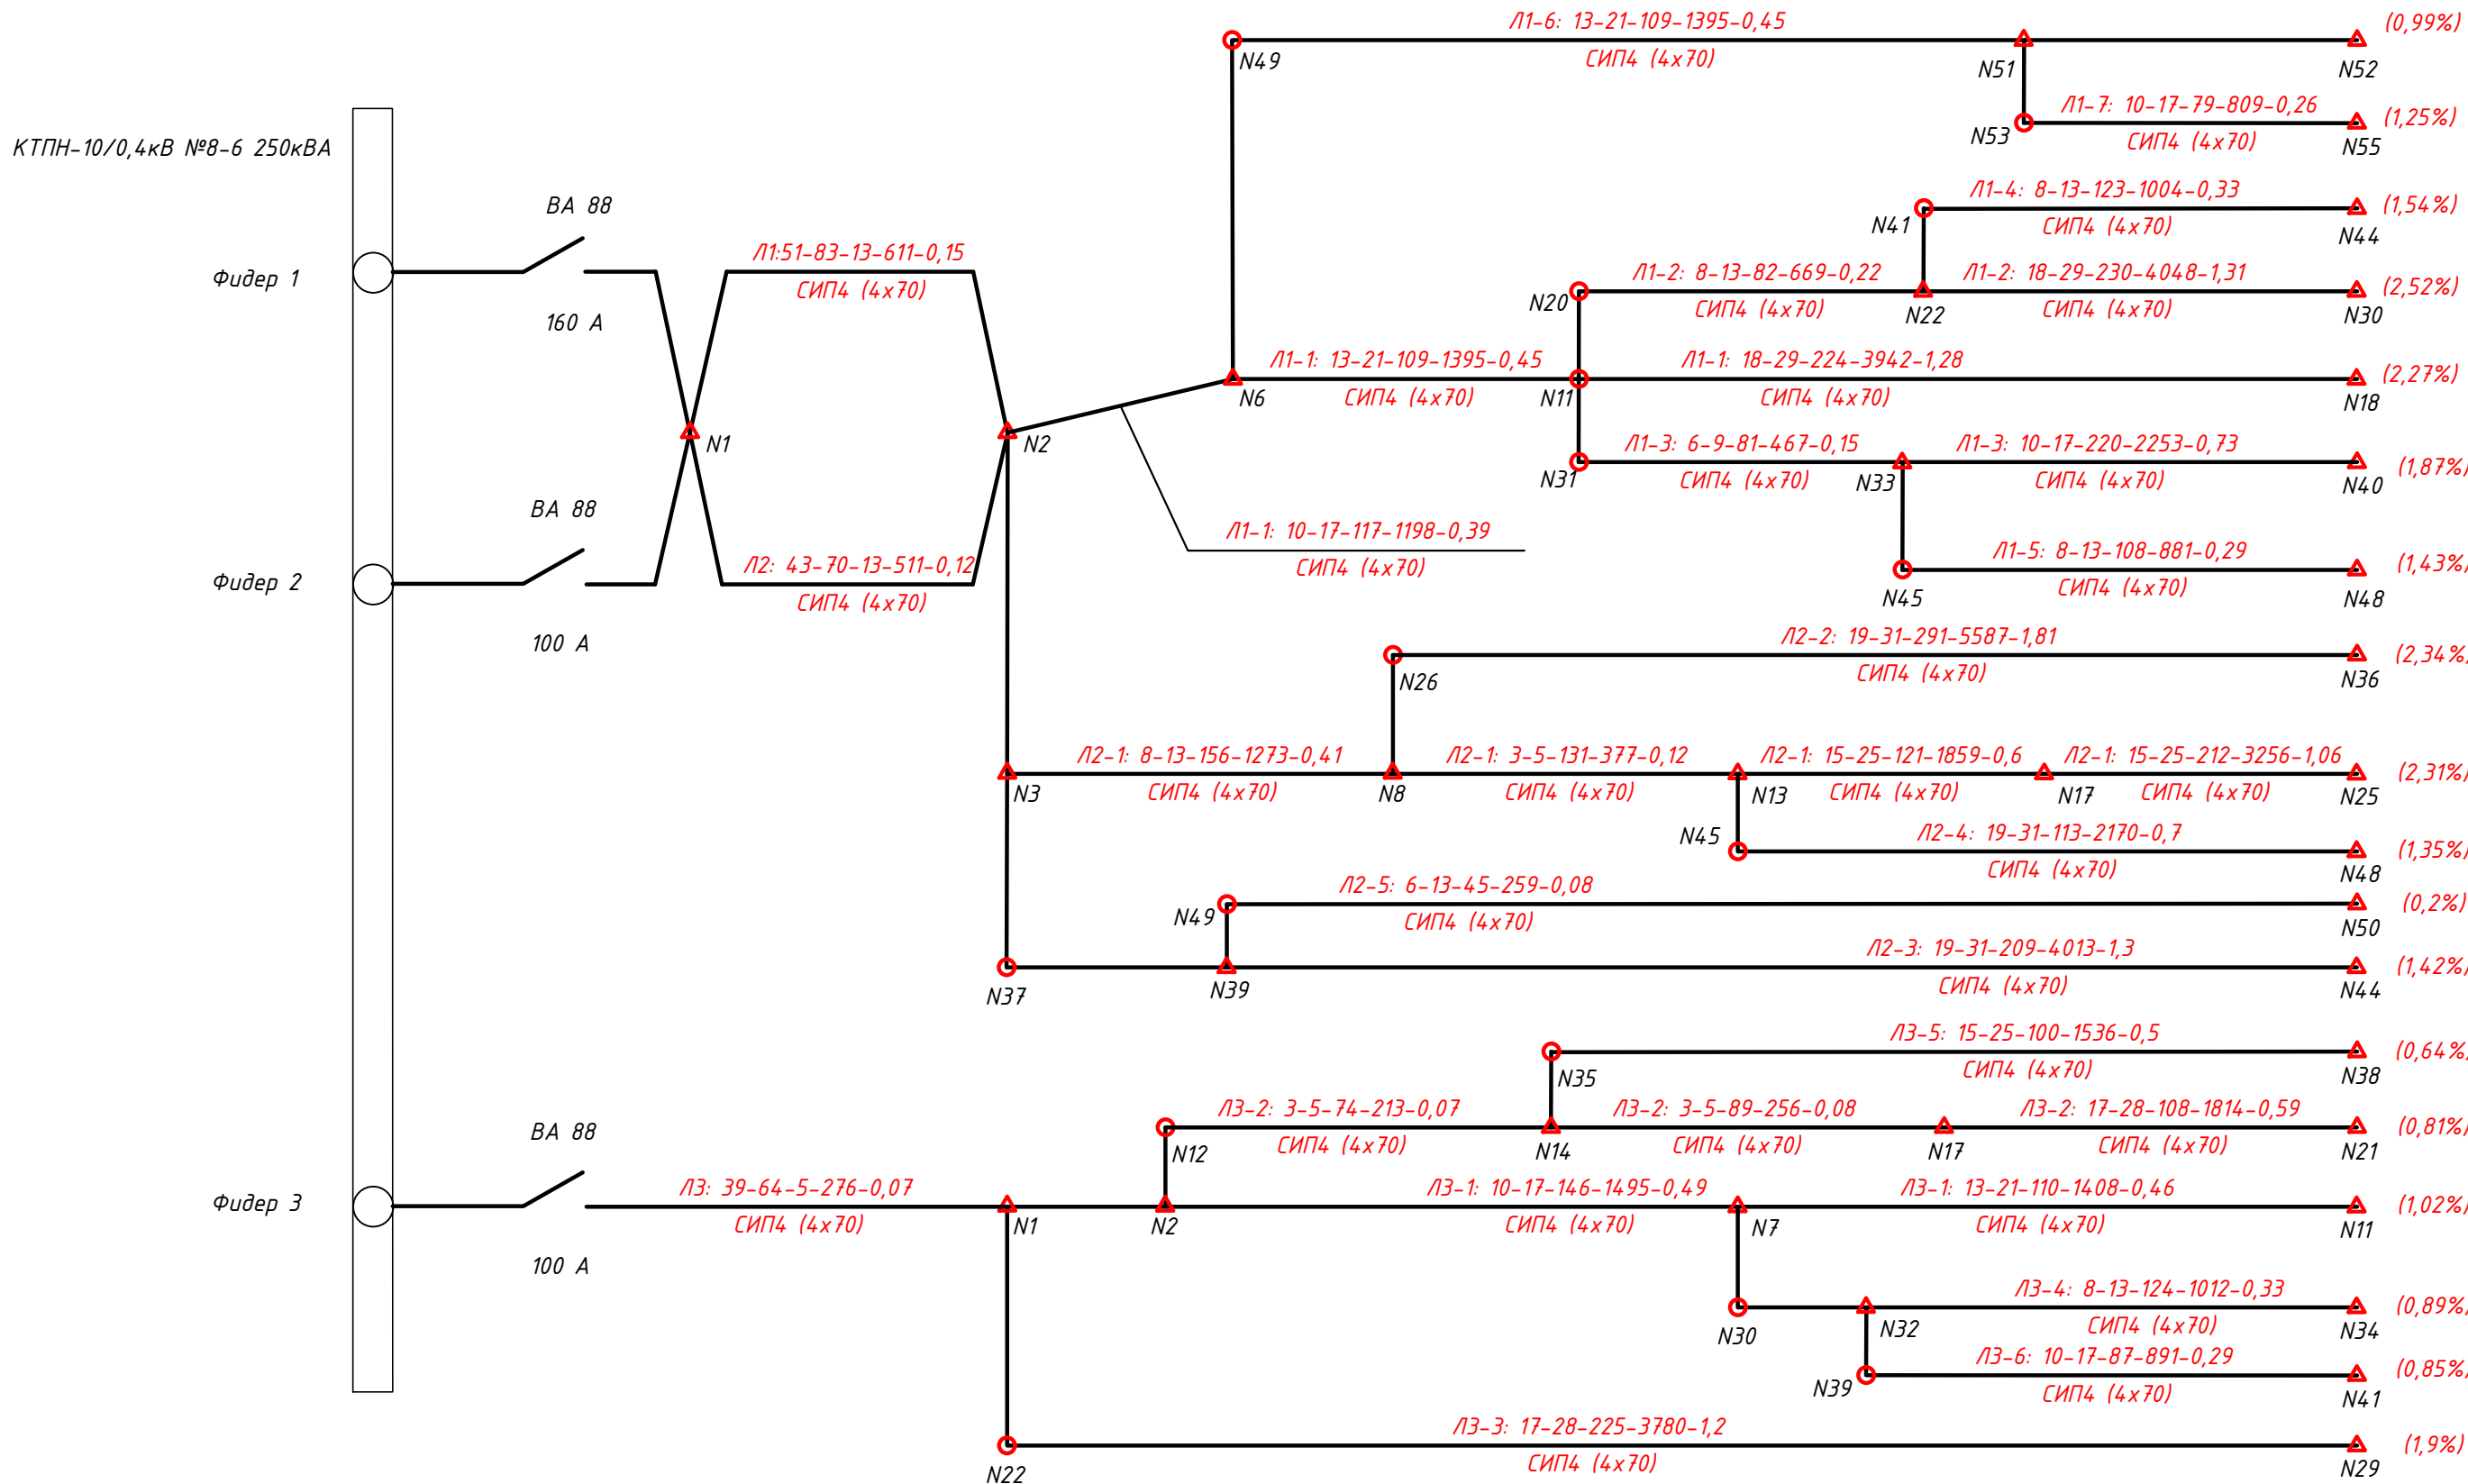 Л1-6: 13-21-109-1395-0,45
(0,99%)
СИП4 (4х70)
N49
N51
N52
Л1-7: 10-17-79-809-0,26
(1,25%)
N53
СИП4 (4х70)
N55
КТПН-10/0,4кВ №8-6 250кВА
ВА 88
Л1-4: 8-13-123-1004-0,33
(1,54%)
N41
СИП4 (4х70)
N44
Фидер 1
Л1:51-83-13-611-0,15
СИП4 (4х70)
160 А
Л1-2: 8-13-82-669-0,22
Л1-2: 18-29-230-4048-1,31
(2,52%)
N20
СИП4 (4х70)
N22
СИП4 (4х70)
N30
Л1-1: 13-21-109-1395-0,45
Л1-1: 18-29-224-3942-1,28
(2,27%)
N6
СИП4 (4х70)
N11
СИП4 (4х70)
N18
N1
N2
Л1-3: 6-9-81-467-0,15
Л1-3: 10-17-220-2253-0,73
(1,87%)
N31
СИП4 (4х70)
N33
СИП4 (4х70)
N40
ВА 88
Л1-1: 10-17-117-1198-0,39
СИП4 (4х70)
Л1-5: 8-13-108-881-0,29
(1,43%)
N45
СИП4 (4х70)
N48
Фидер 2
Л2: 43-70-13-511-0,12
СИП4 (4х70)
100 А
Л2-2: 19-31-291-5587-1,81
(2,34%)
N26
СИП4 (4х70)
N36
Л2-1: 8-13-156-1273-0,41
Л2-1: 3-5-131-377-0,12
Л2-1: 15-25-121-1859-0,6
Л2-1: 15-25-212-3256-1,06
(2,31%)
N3
СИП4 (4х70)
N8
СИП4 (4х70)
N13
СИП4 (4х70)
N17
СИП4 (4х70)
N25
Л2-4: 19-31-113-2170-0,7
(1,35%)
N45
СИП4 (4х70)
N48
Л2-5: 6-13-45-259-0,08
(0,2%)
N49
СИП4 (4х70)
N50
Л2-3: 19-31-209-4013-1,3
(1,42%)
N37
N39
СИП4 (4х70)
N44
Л3-5: 15-25-100-1536-0,5
(0,64%)
N35
СИП4 (4х70)
N38
Л3-2: 3-5-74-213-0,07
Л3-2: 3-5-89-256-0,08
Л3-2: 17-28-108-1814-0,59
(0,81%)
N12
СИП4 (4х70)
N14
СИП4 (4х70)
N17
СИП4 (4х70)
N21
ВА 88
Фидер 3
Л3: 39-64-5-276-0,07
Л3-1: 10-17-146-1495-0,49
Л3-1: 13-21-110-1408-0,46
(1,02%)
СИП4 (4х70)
N1
N2
СИП4 (4х70)
N7
СИП4 (4х70)
N11
100 А
Л3-4: 8-13-124-1012-0,33
(0,89%)
N30
N32
СИП4 (4х70)
N34
Л3-6: 10-17-87-891-0,29
(0,85%)
N39
СИП4 (4х70)
N41
Л3-3: 17-28-225-3780-1,2
(1,9%)
N22
СИП4 (4х70)
N29